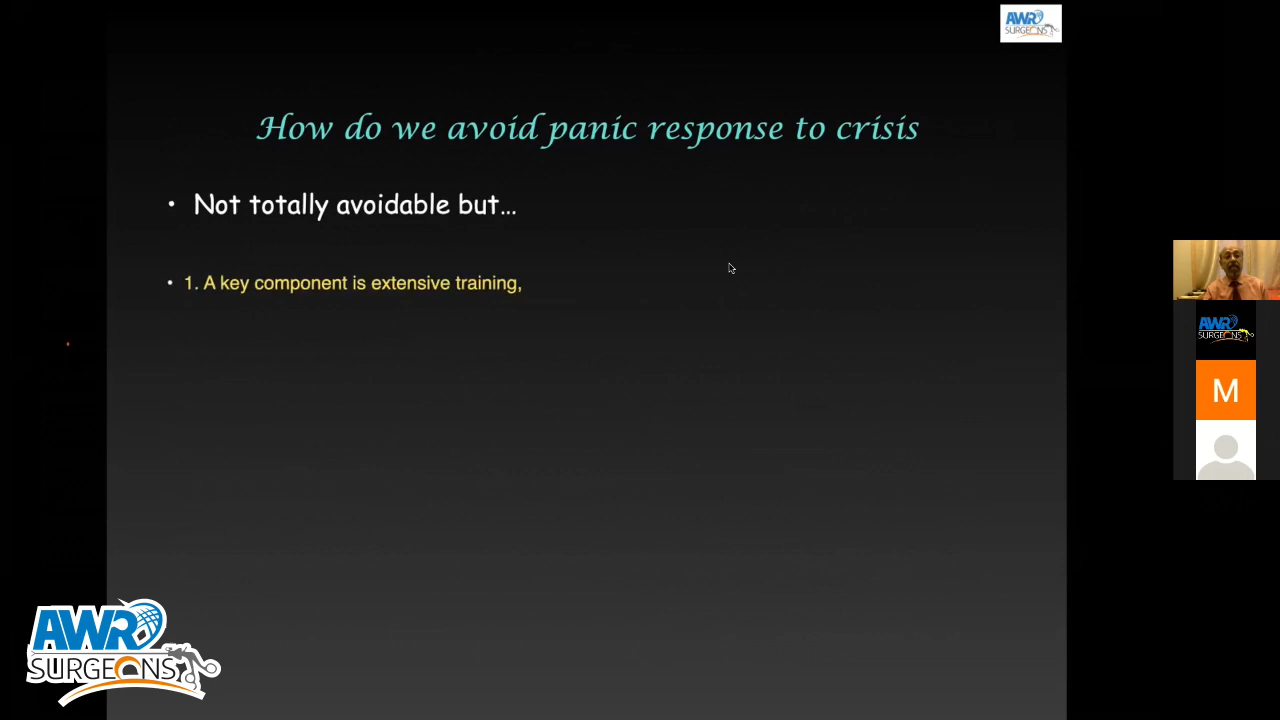 AWR
SURGEONS
How do we avoid panic response to crisis
• Not totally avoidable but...
• 1. A key component is extensive training,
AWR
SURGEONS
M
AWR
SURGEONS